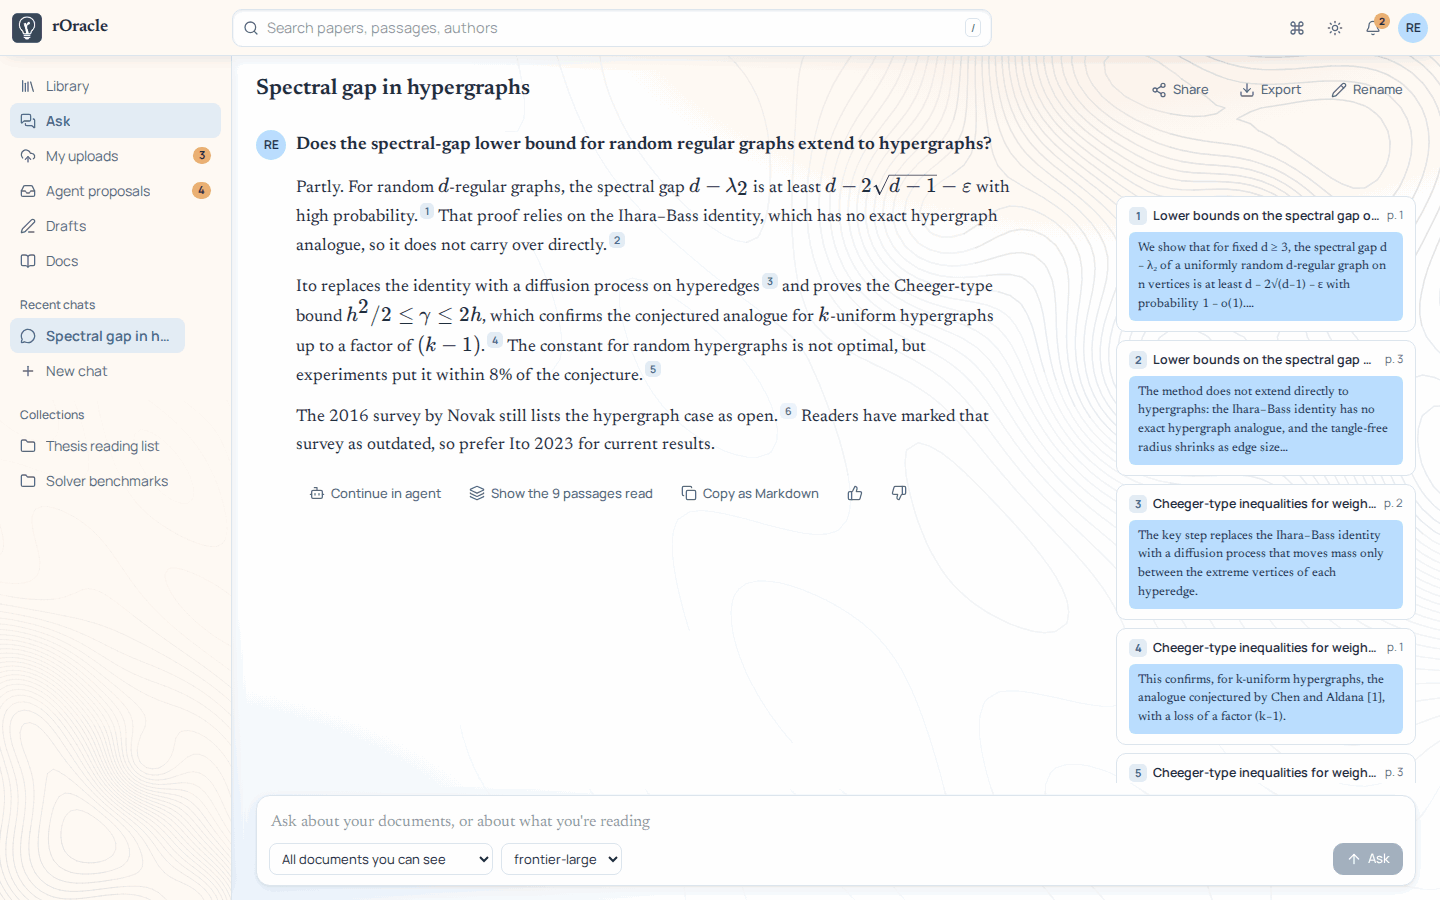 rOracle
Search papers, passages, authors
/
2
RE
Library
Ask
My uploads
3
Agent proposals
4
Drafts
Docs
Recent chats
Spectral gap in h...
New chat
Collections
Thesis reading list
Solver benchmarks
Spectral gap in hypergraphs
Share
Export
Rename
RE
Does the spectral-gap lower bound for random regular graphs extend to hypergraphs?
Partly. For random d-regular graphs, the spectral gap d − λ2 is at least d − 2√(d − 1) − ε with
high probability. 1 That proof relies on the Ihara–Bass identity, which has no exact hypergraph
analogue, so it does not carry over directly. 2
Ito replaces the identity with a diffusion process on hyperedges 3 and proves the Cheeger-type
bound h²/2 ≤ γ ≤ 2h, which confirms the conjectured analogue for k-uniform hypergraphs
up to a factor of (k − 1). 4 The constant for random hypergraphs is not optimal, but
experiments put it within 8% of the conjecture. 5
The 2016 survey by Novak still lists the hypergraph case as open. 6 Readers have marked that
survey as outdated, so prefer Ito 2023 for current results.
Continue in agent
Show the 9 passages read
Copy as Markdown
1 Lower bounds on the spectral gap o... p. 1
We show that for fixed d ≥ 3, the spectral gap d
− λ₂ of a uniformly random d-regular graph on
n vertices is at least d − 2√(d−1) − ε with
probability 1 − o(1)....
2 Lower bounds on the spectral gap ... p. 3
The method does not extend directly to
hypergraphs: the Ihara–Bass identity has no
exact hypergraph analogue, and the tangle-free
radius shrinks as edge size...
3 Cheeger-type inequalities for weigh... p. 2
The key step replaces the Ihara–Bass identity
with a diffusion process that moves mass only
between the extreme vertices of each
hyperedge.
4 Cheeger-type inequalities for weigh... p. 1
This confirms, for k-uniform hypergraphs, the
analogue conjectured by Chen and Aldana [1],
with a loss of a factor (k−1).
5 Cheeger-type inequalities for weigh... p. 3
Ask about your documents, or about what you're reading
All documents you can see
frontier-large
Ask